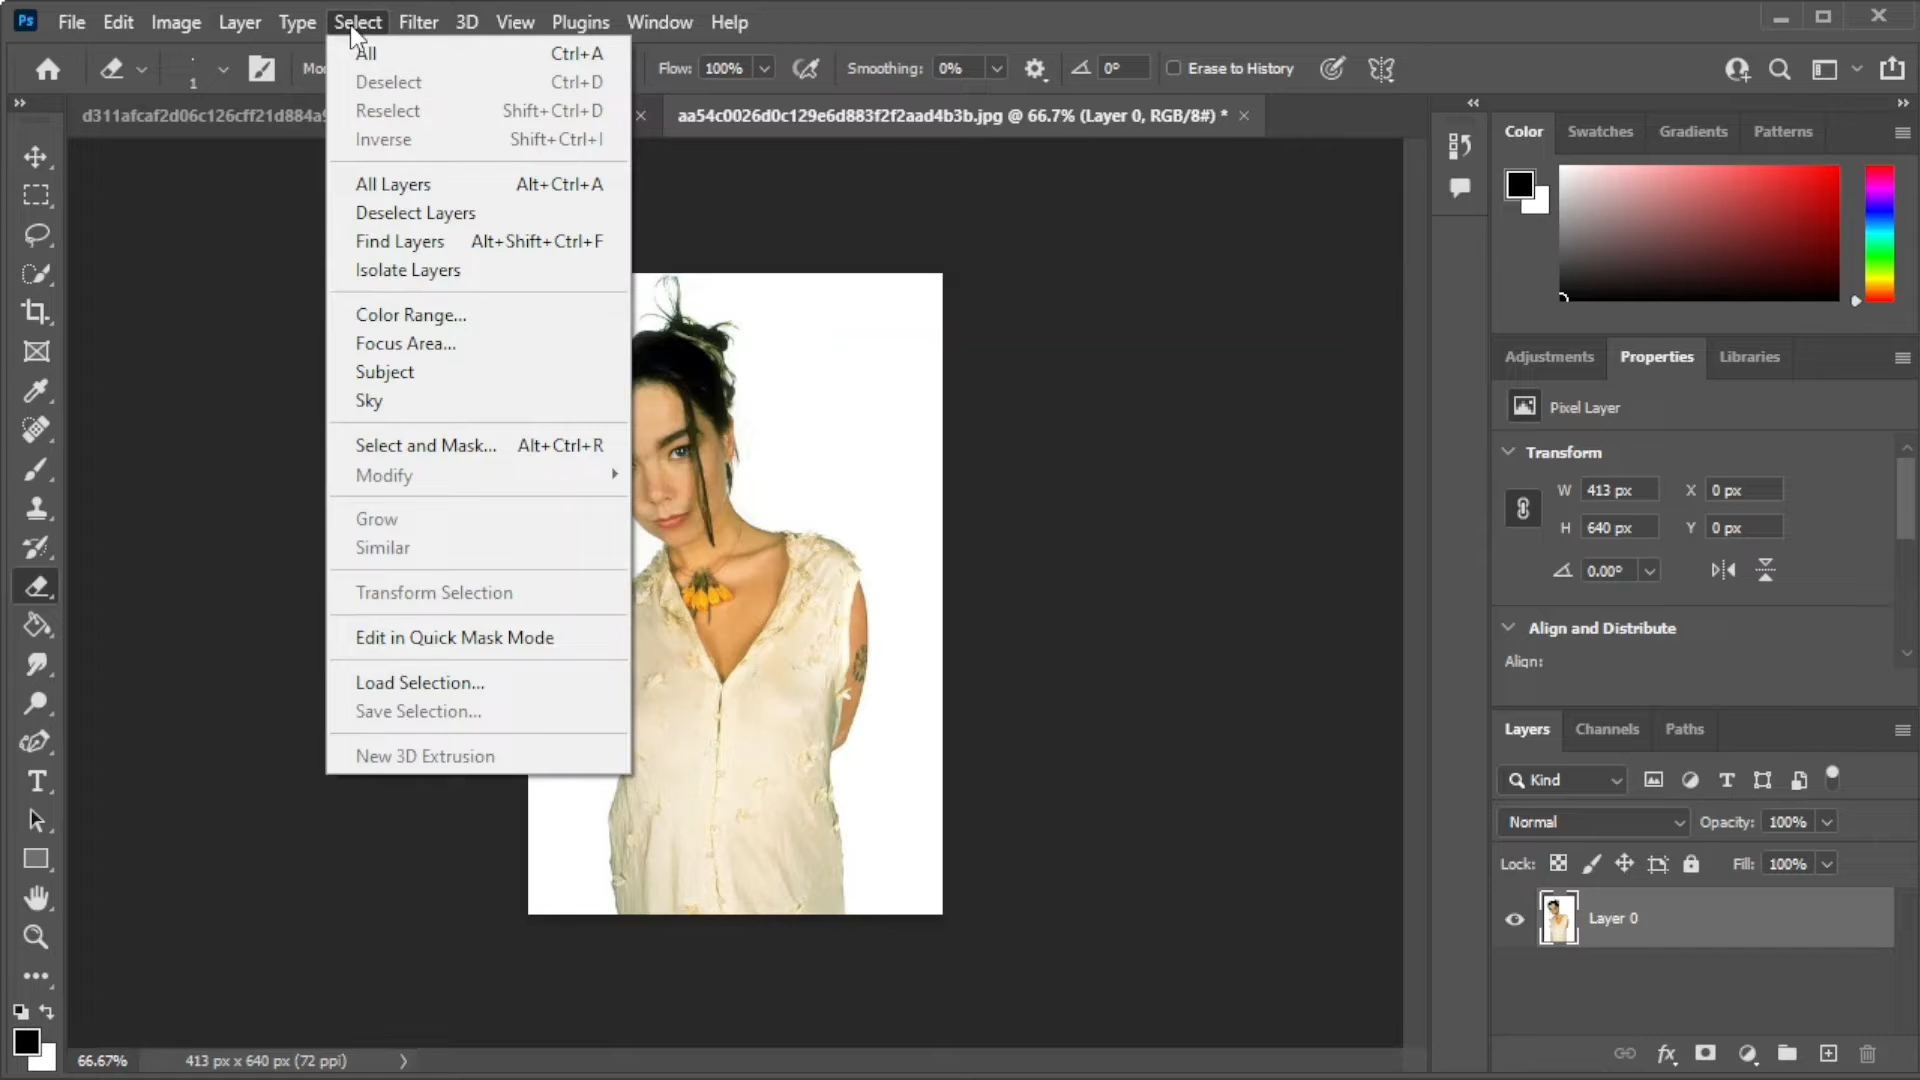 Ps File Edit Image Layer Type Select Filter 3D View Plugins Window Help
1 Flow: 100% Smoothing: 0% 0° Erase to History
d311afcaf2d06c126cff21d884a aa54c0026d0c129e6d883f2f2aad4b3b.jpg @ 66.7% (Layer 0, RGB/8#) *
All Ctrl+A
Deselect Ctrl+D
Reselect Shift+Ctrl+D
Inverse Shift+Ctrl+I
All Layers Alt+Ctrl+A
Deselect Layers
Find Layers Alt+Shift+Ctrl+F
Isolate Layers
Color Range...
Focus Area...
Subject
Sky
Select and Mask... Alt+Ctrl+R
Modify
Grow
Similar
Transform Selection
Edit in Quick Mask Mode
Load Selection...
Save Selection...
New 3D Extrusion
Color Swatches Gradients Patterns
Adjustments Properties Libraries
Pixel Layer
Transform
W 413 px X 0 px
H 640 px Y 0 px
0.00°
Align and Distribute
Align:
Layers Channels Paths
Kind
Normal Opacity: 100%
Lock: Fill: 100%
Layer 0
66.67% 413 px x 640 px (72 ppi)